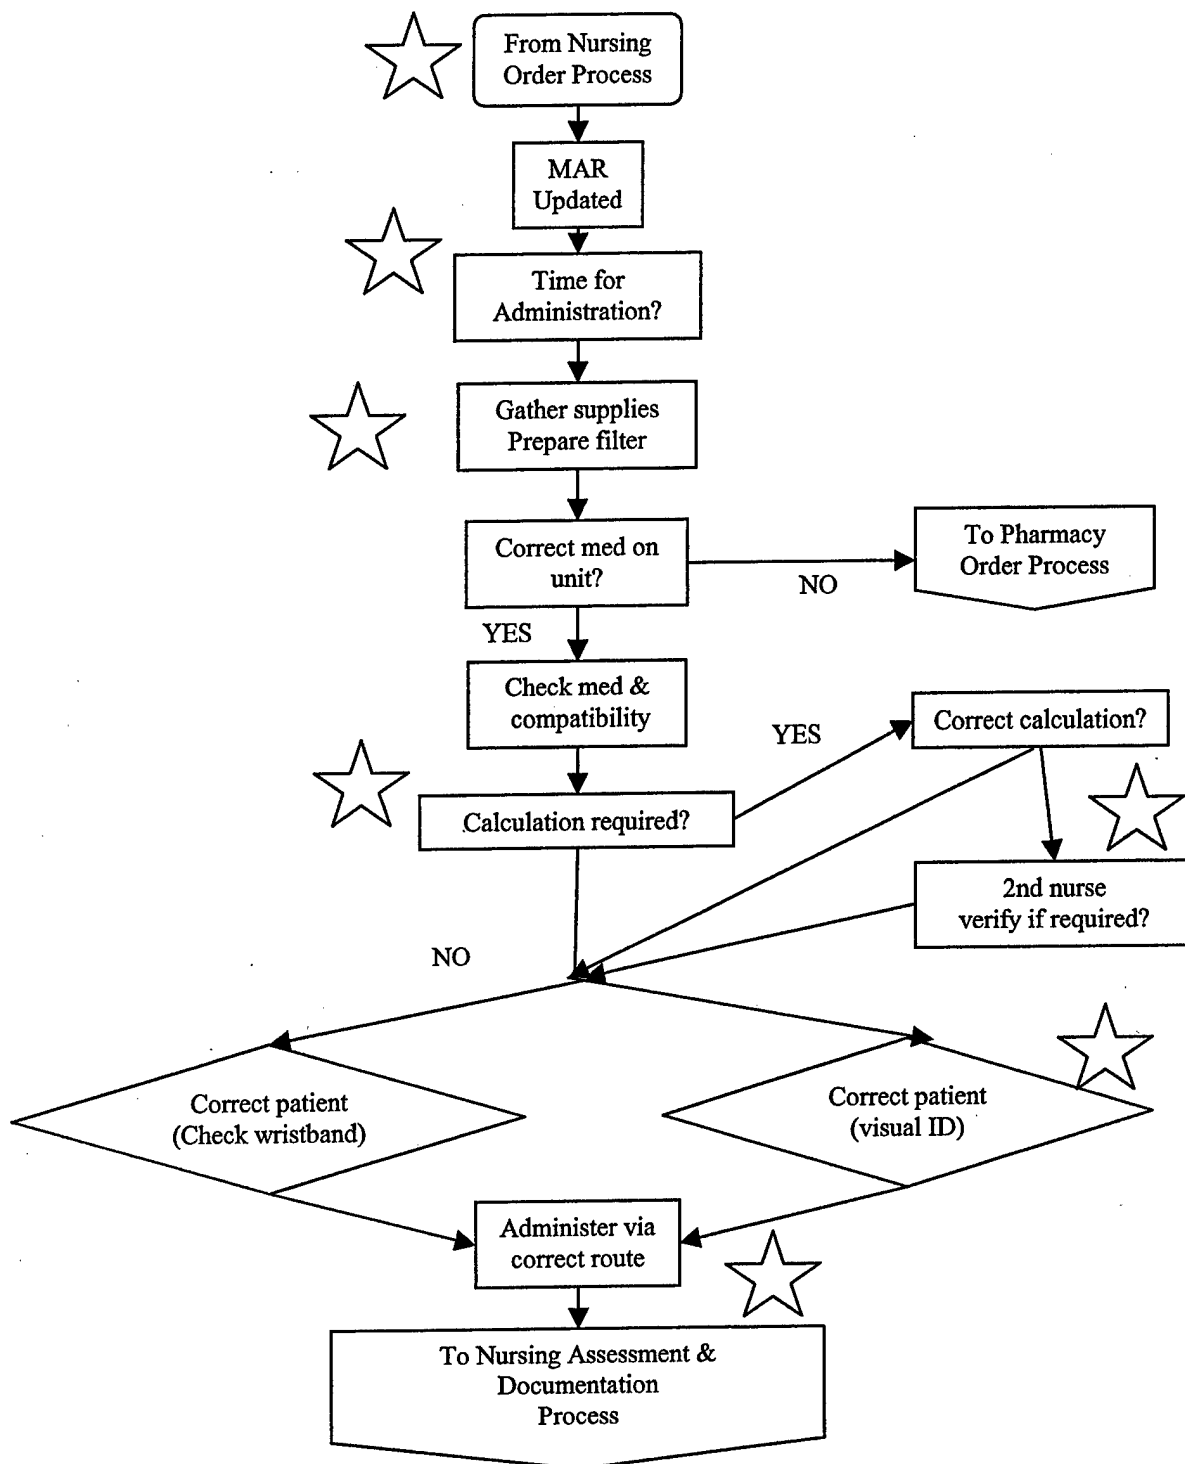 From Nursing
Order Process
MAR
Updated
Time for
Administration?
Gather supplies
Prepare filter
Correct med on
unit?
NO
To Pharmacy
Order Process
YES
Check med &
compatibility
YES
Correct calculation?
Calculation required?
2nd nurse
verify if required?
NO
Correct patient
(Check wristband)
Correct patient
(visual ID)
Administer via
correct route
To Nursing Assessment &
Documentation
Process